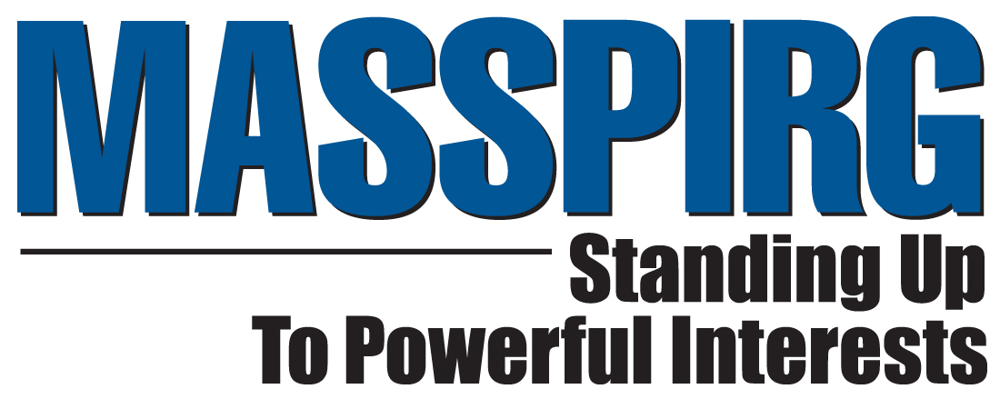 MASSPIRG
Standing Up
To Powerful Interests